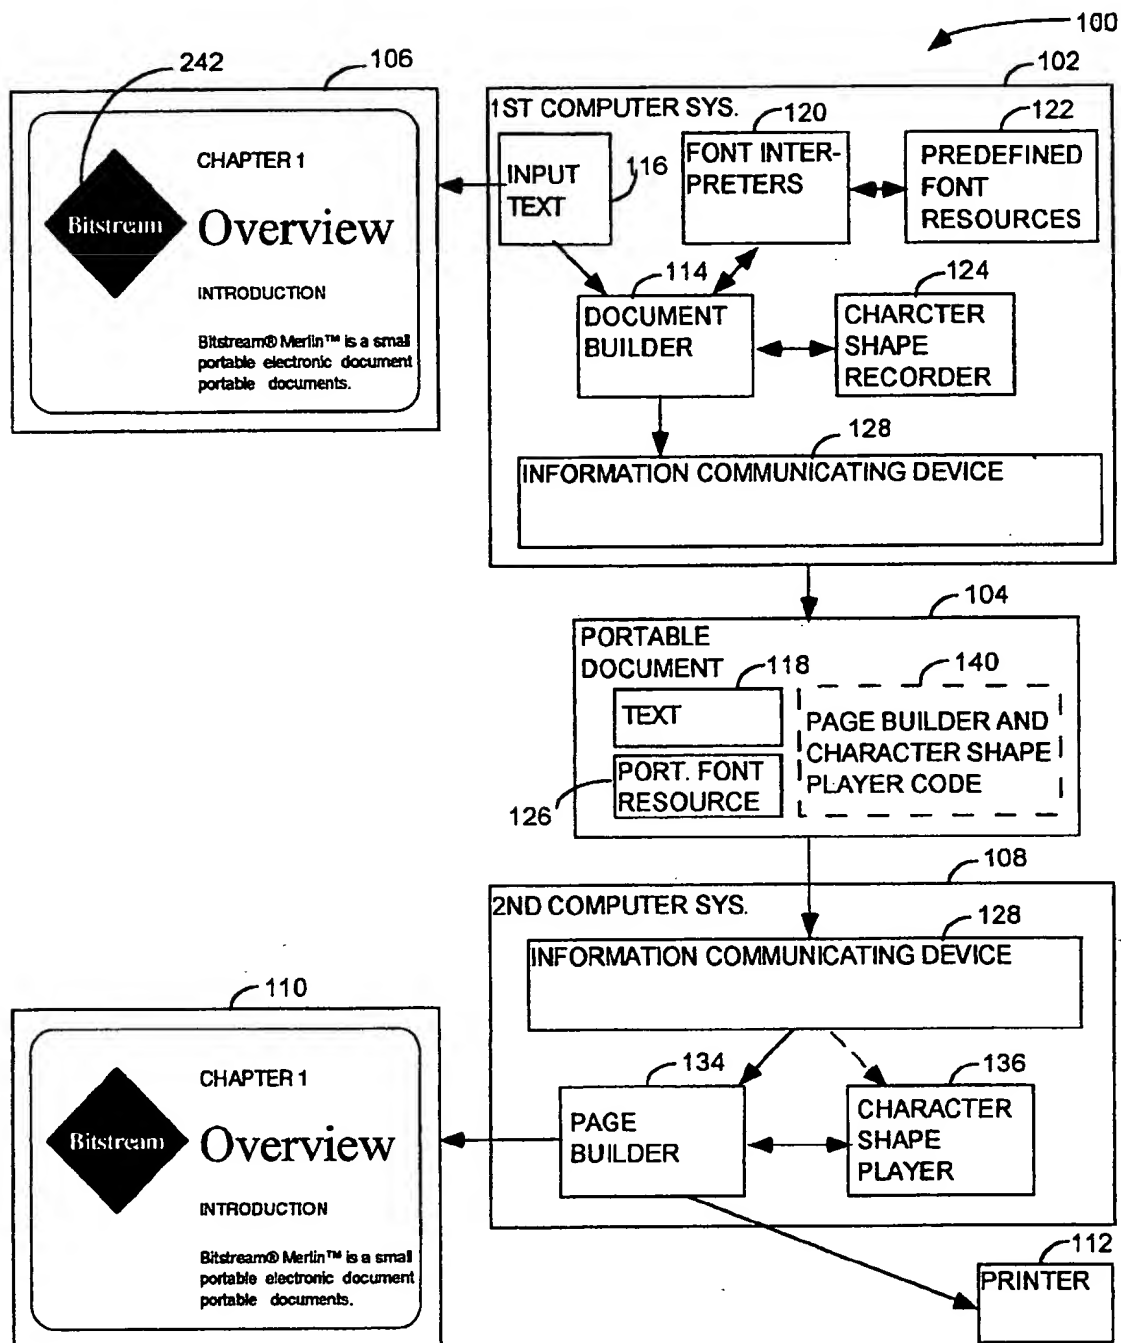 100
242
106
102
1ST COMPUTER SYS.
120
122
CHAPTER 1
Bitstream
Overview
INTRODUCTION
Bitstream® Merlin™ is a small
portable electronic document
portable documents.
INPUT
TEXT
116
FONT INTER-
PRETERS
PREDEFINED
FONT
RESOURCES
114
124
DOCUMENT
BUILDER
CHARCTER
SHAPE
RECORDER
128
INFORMATION COMMUNICATING DEVICE
104
PORTABLE
DOCUMENT
118
140
TEXT
PAGE BUILDER AND
CHARACTER SHAPE
PLAYER CODE
PORT. FONT
RESOURCE
126
108
2ND COMPUTER SYS.
128
INFORMATION COMMUNICATING DEVICE
110
134
136
CHAPTER 1
Bitstream
Overview
INTRODUCTION
Bitstream® Merlin™ is a small
portable electronic document
portable documents.
PAGE
BUILDER
CHARACTER
SHAPE
PLAYER
112
PRINTER